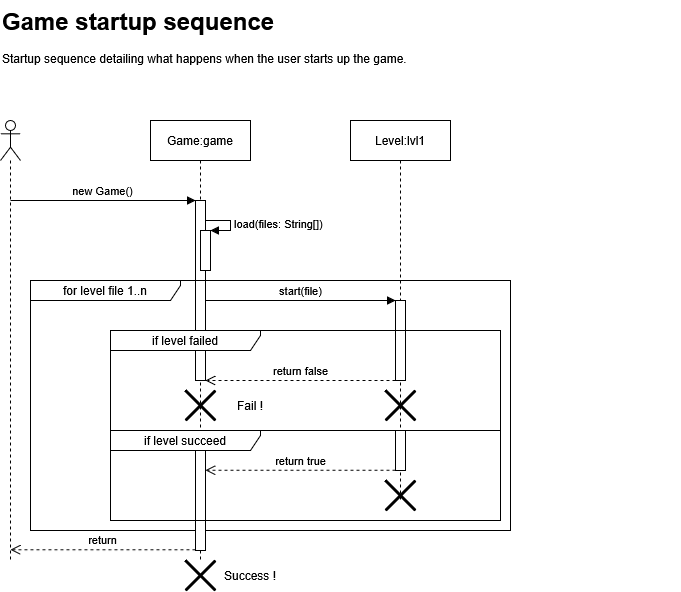 Game startup sequence
Startup sequence detailing what happens when the user starts up the game.
Game:game
Level:lvl1
new Game()
load(files: String[])
for level file 1..n
start(file)
if level failed
return false
Fail !
if level succeed
return true
return
Success !